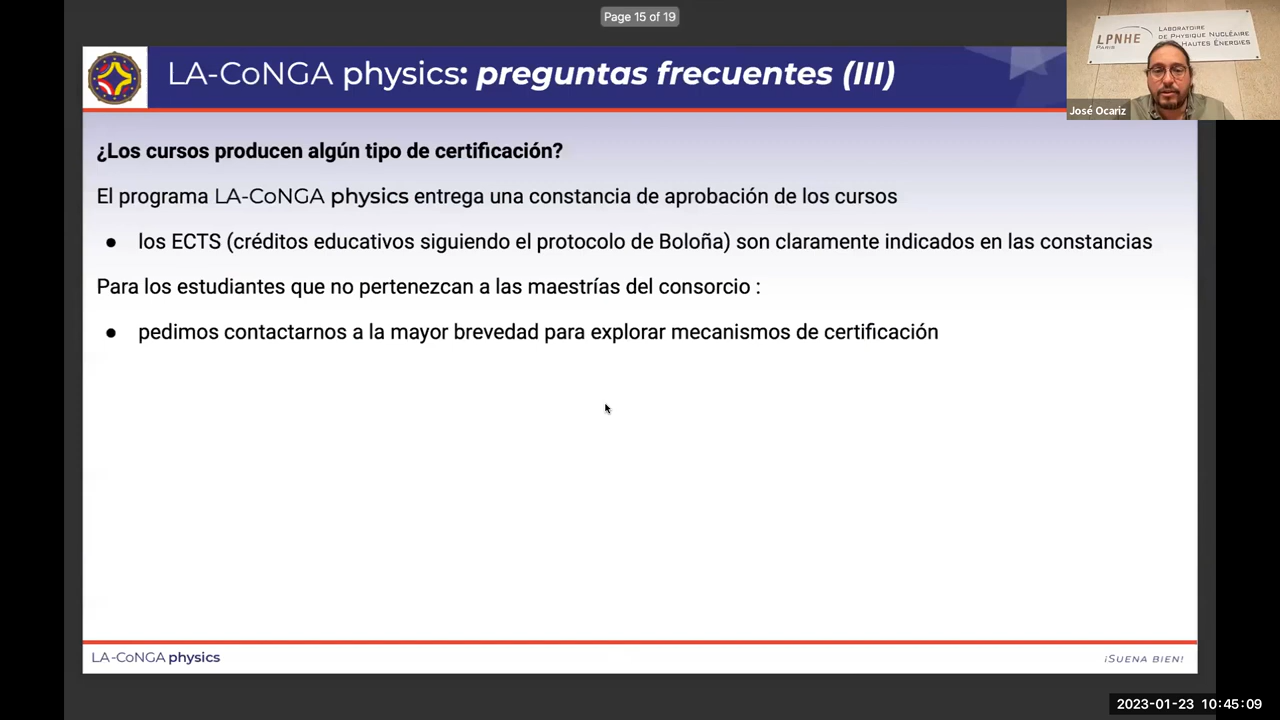 Page 15 of 19
LPNHE
PARIS
LABORATOIRE
DE PHYSIQUE NUCLÉAIRE
HAUTES ÉNERGIES
José Ocariz
LA-CoNGA physics: preguntas frecuentes (III)
¿Los cursos producen algún tipo de certificación?
El programa LA-CoNGA physics entrega una constancia de aprobación de los cursos
● los ECTS (créditos educativos siguiendo el protocolo de Boloña) son claramente indicados en las constancias
Para los estudiantes que no pertenezcan a las maestrías del consorcio :
● pedimos contactarnos a la mayor brevedad para explorar mecanismos de certificación
LA-CoNGA physics
¡SUENA BIEN!
2023-01-23 10:45:09